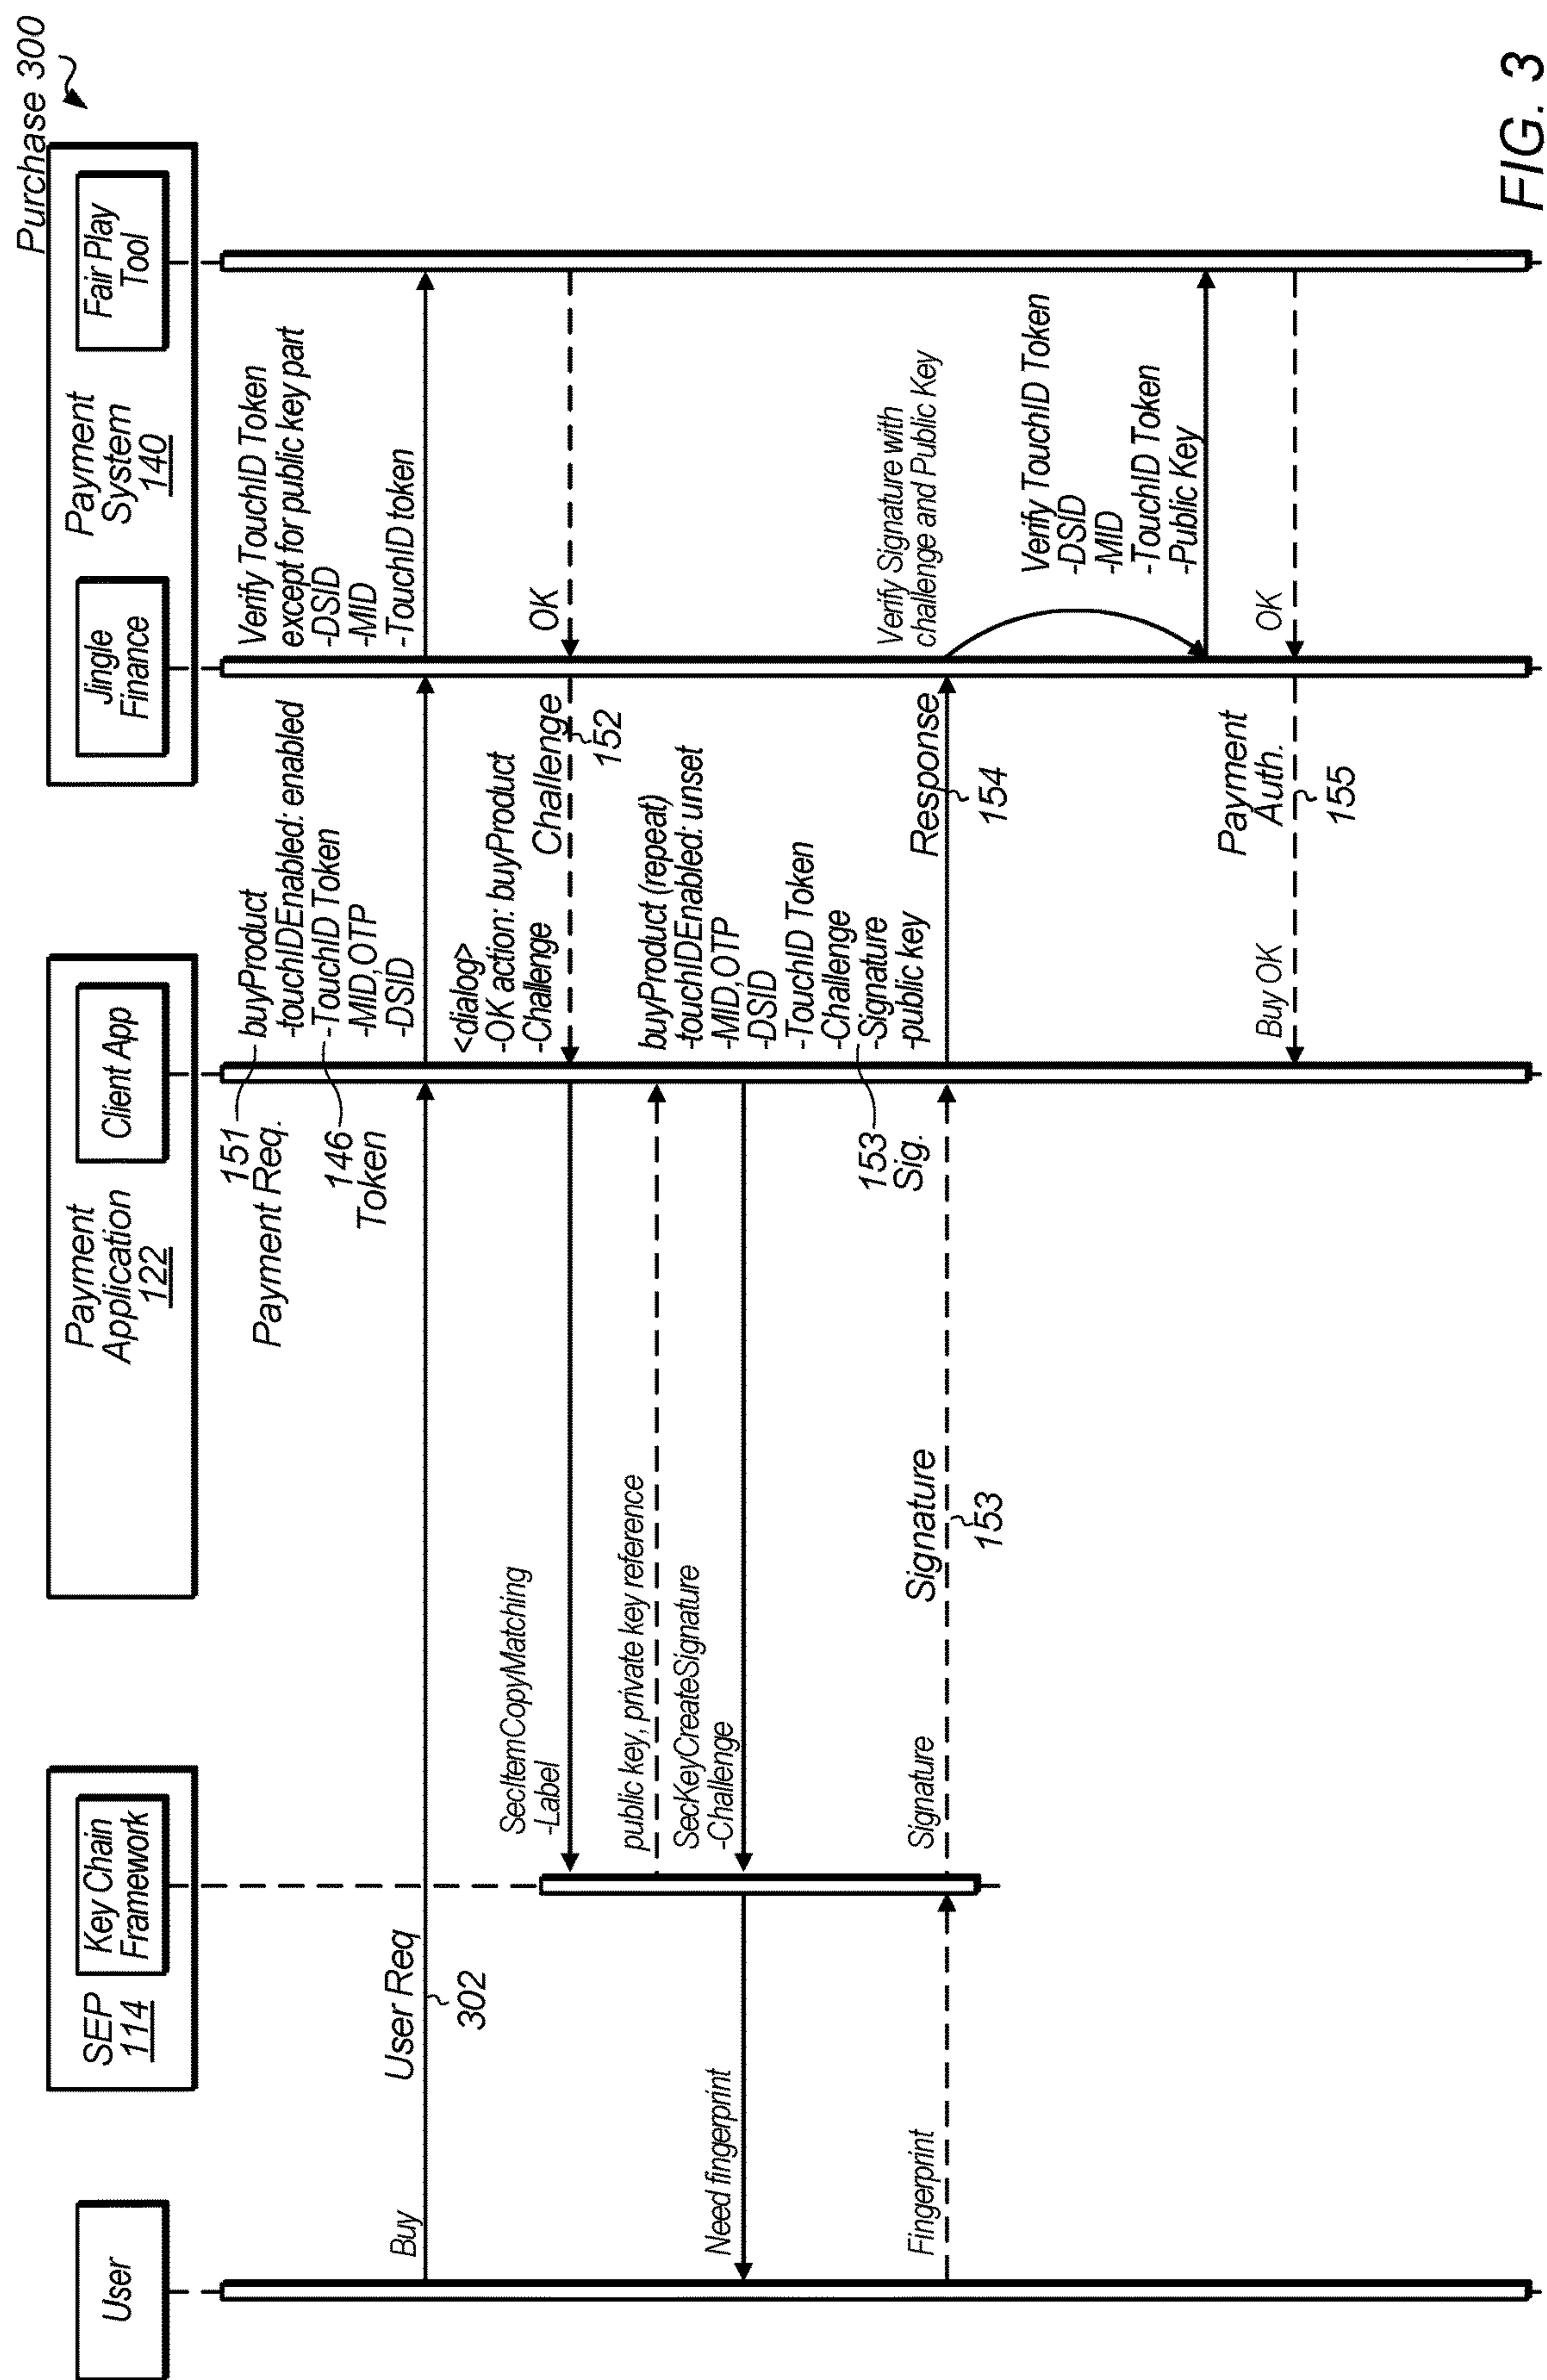 Purchase 300
User
SEP
114
Key Chain
Framework
Payment
Application
122
Client App
Payment
System
140
Jingle
Finance
Fair Play
Tool
Buy
User Req
302
151
Payment Req.
146
Token
buyProduct
-touchIDEnabled: enabled
-TouchID Token
-MID,OTP
-DSID
Verify TouchID Token
except for public key part
-DSID
-MID
-TouchID token
OK
Challenge
152
<dialog>
-OK action: buyProduct
-Challenge
SecItemCopyMatching
-Label
public key, private key reference
SecKeyCreateSignature
-Challenge
Need fingerprint
Fingerprint
Signature
Signature
153
buyProduct (repeat)
-touchIDEnabled: unset
-MID,OTP
-DSID
-TouchID Token
-Challenge
-Signature
-public key
153
Sig.
Response
154
Verify Signature with
challenge and Public Key
Verify TouchID Token
-DSID
-MID
-TouchID Token
-Public Key
OK
Payment
Auth.
155
Buy OK
FIG. 3